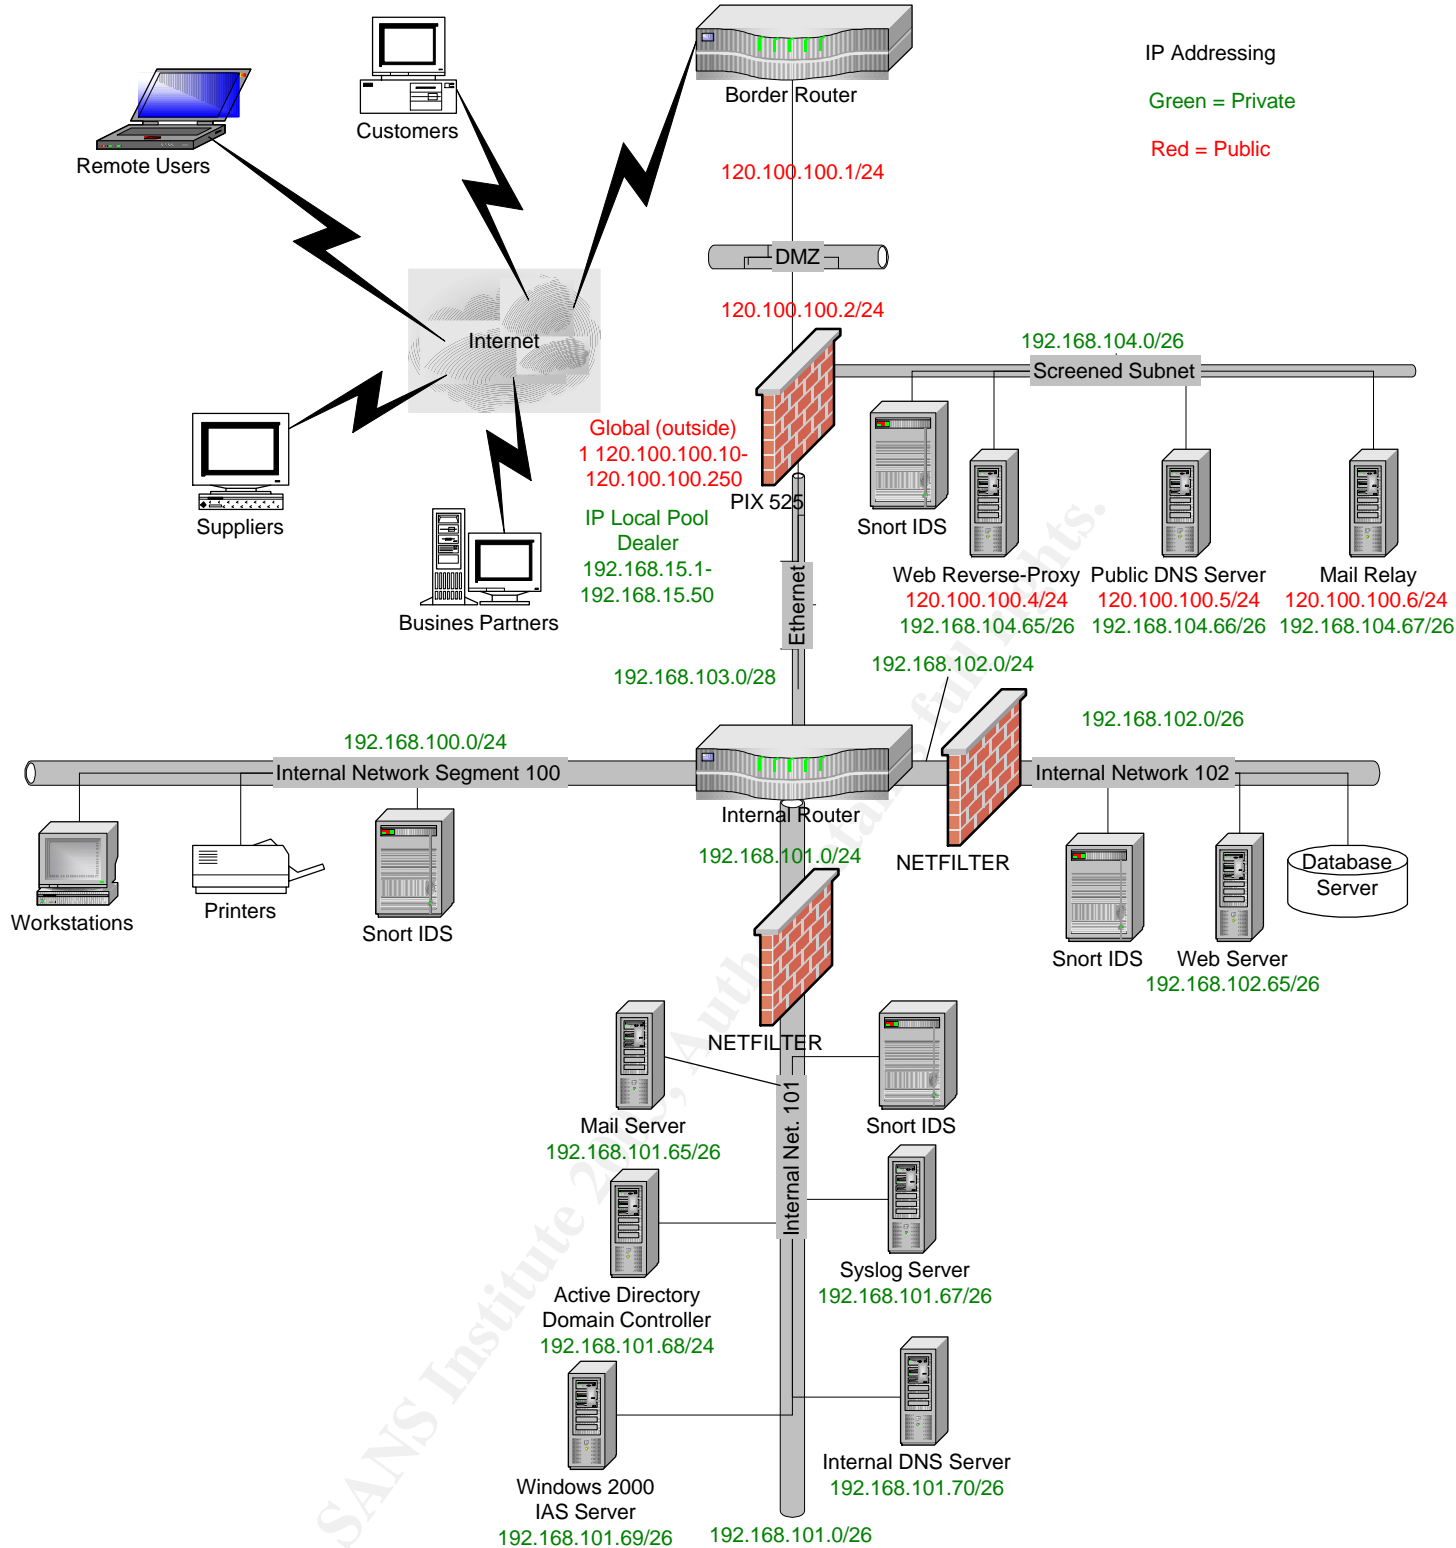 IP Addressing
Green = Private
Red = Public
Border Router
Customers
Remote Users
120.100.100.1/24
DMZ
120.100.100.2/24
Internet
192.168.104.0/26
Screened Subnet
Global (outside)
1 120.100.100.10-
120.100.100.250
PIX 525
Suppliers
IP Local Pool
Dealer
192.168.15.1-
192.168.15.50
Busines Partners
Snort IDS
Web Reverse-Proxy
120.100.100.4/24
192.168.104.65/26
Public DNS Server
120.100.100.5/24
192.168.104.66/26
Mail Relay
120.100.100.6/24
192.168.104.67/26
Ethernet
192.168.103.0/28
192.168.102.0/24
192.168.102.0/26
192.168.100.0/24
Internal Network Segment 100
Internal Router
Internal Network 102
192.168.101.0/24
NETFILTER
Workstations
Printers
Snort IDS
Database
Server
Snort IDS
Web Server
192.168.102.65/26
NETFILTER
Mail Server
192.168.101.65/26
Internal Net. 101
Snort IDS
Active Directory
Domain Controller
192.168.101.68/24
Syslog Server
192.168.101.67/26
Windows 2000
IAS Server
192.168.101.69/26
Internal DNS Server
192.168.101.70/26
192.168.101.0/26
SANS Institute 200 , Auth tain full rights.